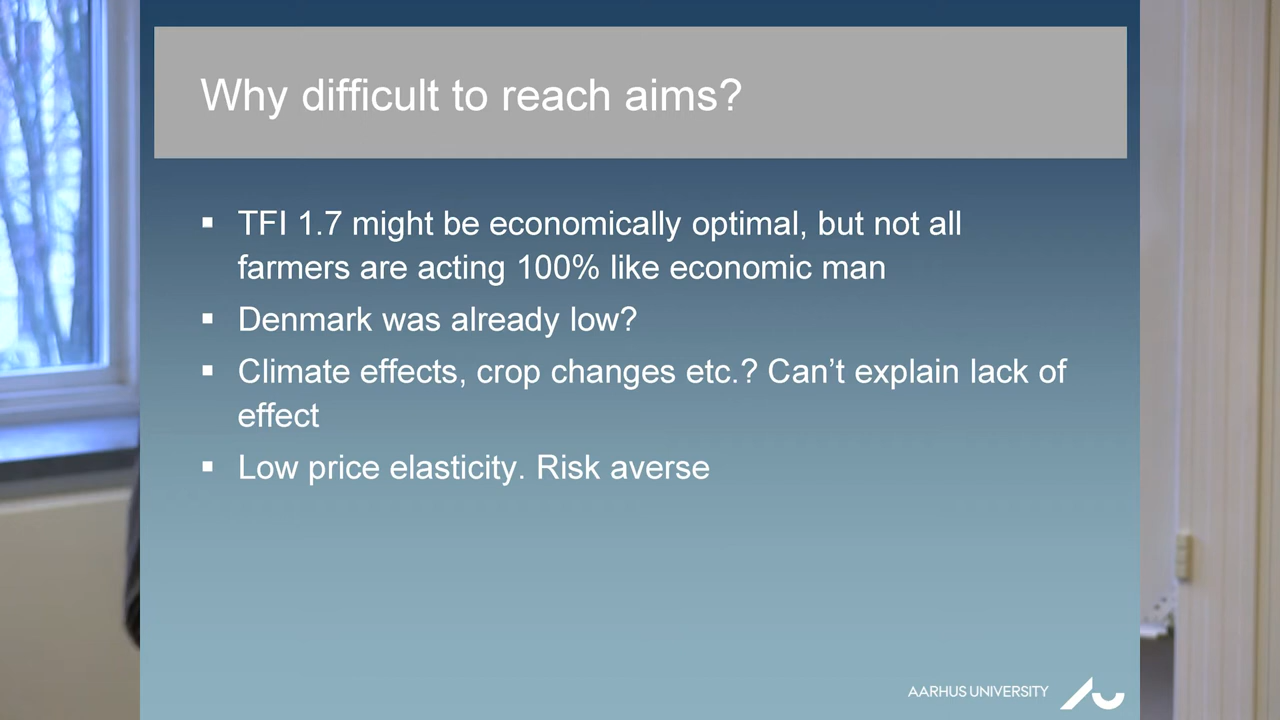 Why difficult to reach aims?
▪ TFI 1.7 might be economically optimal, but not all
farmers are acting 100% like economic man
▪ Denmark was already low?
▪ Climate effects, crop changes etc.? Can’t explain lack of
effect
▪ Low price elasticity. Risk averse
AARHUS UNIVERSITY